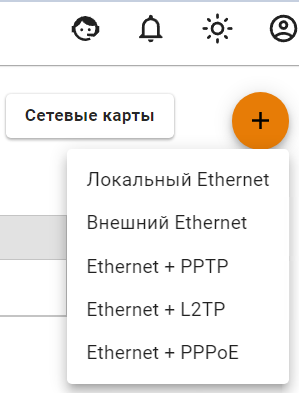 Сетевые карты
Локальный Ethernet
Внешний Ethernet
Ethernet + PPTP
Ethernet + L2TP
Ethernet + PPPoE